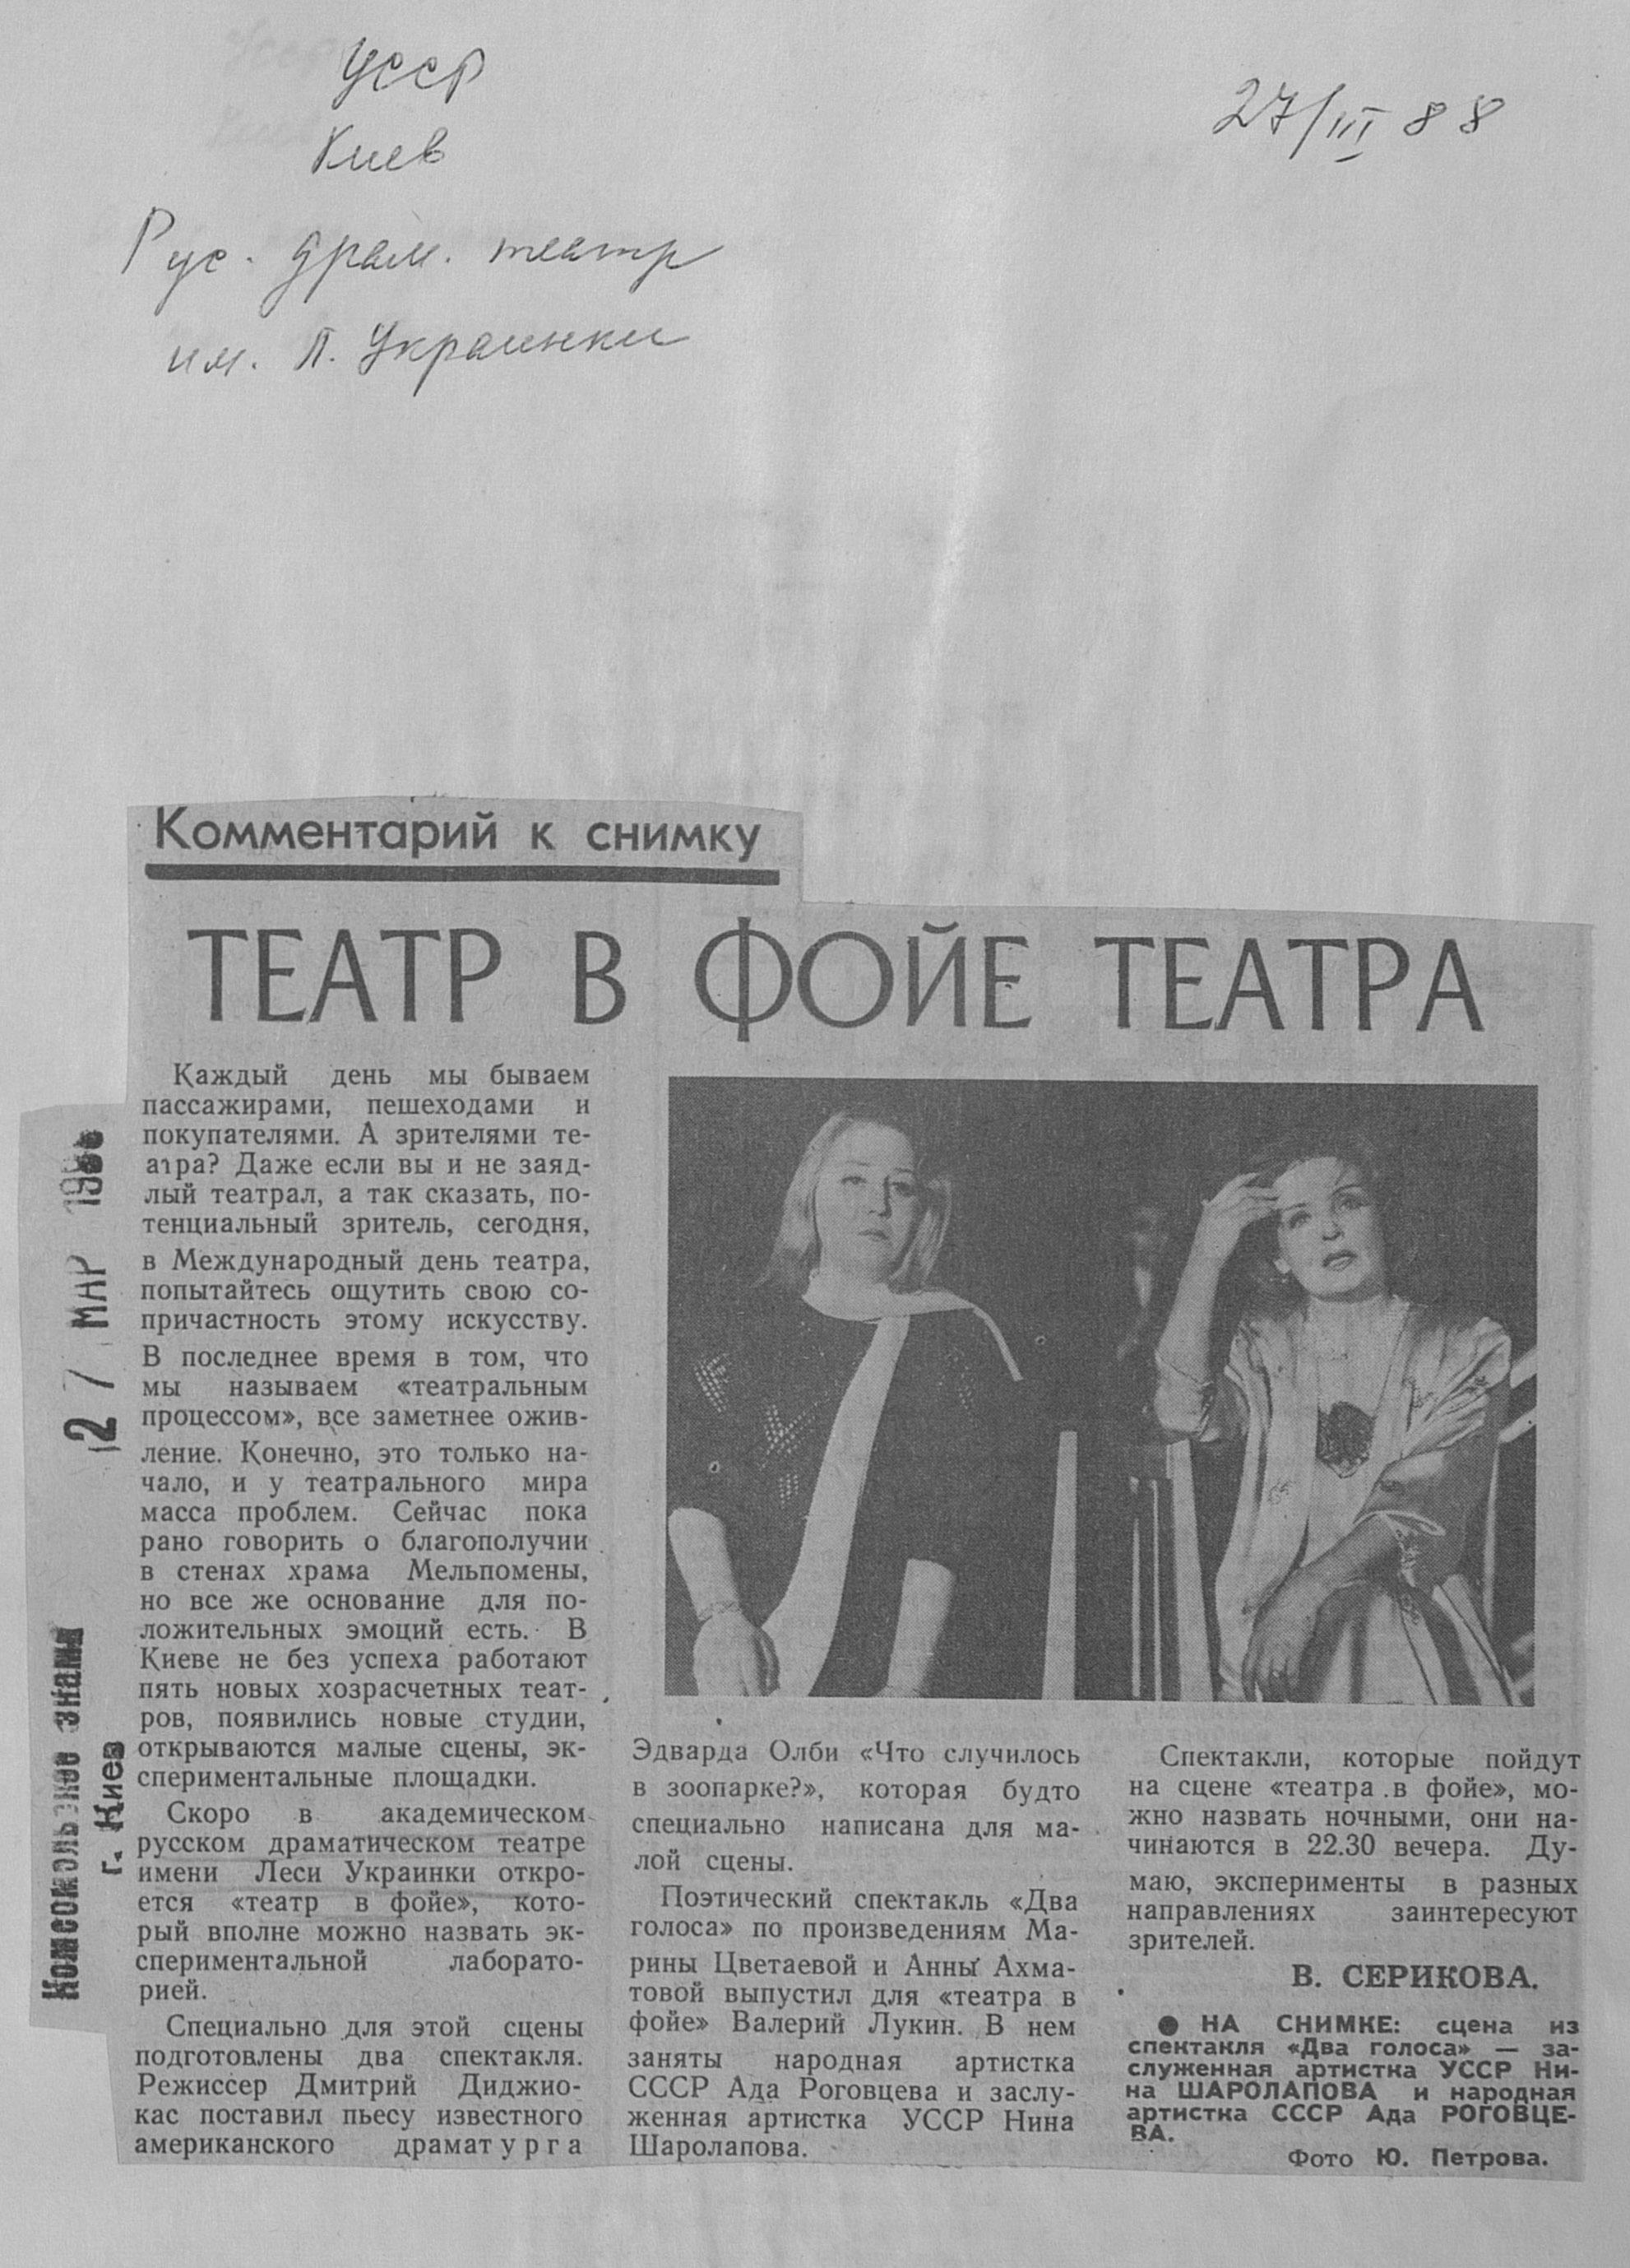 УССР
Киев
Рус. драм. театр
им. Л. Украинки
27/III 88
Комментарий к снимку
ТЕАТР В ФОЙЕ ТЕАТРА
Каждый день мы бываем
пассажирами, пешеходами и
покупателями. А зрителями те-
атра? Даже если вы и не заяд-
лый театрал, а так сказать, по-
тенциальный зритель, сегодня,
в Международный день театра,
попытайтесь ощутить свою со-
причастность этому искусству.
В последнее время в том, что
мы называем «театральным
процессом», все заметнее ожив-
ление. Конечно, это только на-
чало, и у театрального мира
масса проблем. Сейчас пока
рано говорить о благополучии
в стенах храма Мельпомены,
но все же основание для по-
ложительных эмоций есть. В
Киеве не без успеха работают
пять новых хозрасчетных теат-
ров, появились новые студии,
открываются малые сцены, эк-
спериментальные площадки.
Скоро в академическом
русском драматическом театре
имени Леси Украинки откро-
ется «театр в фойе», кото-
рый вполне можно назвать эк-
спериментальной лаборато-
рией.
Специально для этой сцены
подготовлены два спектакля.
Режиссер Дмитрий Диджио-
кас поставил пьесу известного
американского драматурга
Эдварда Олби «Что случилось
в зоопарке?», которая будто
специально написана для ма-
лой сцены.
Поэтический спектакль «Два
голоса» по произведениям Ма-
рины Цветаевой и Анны Ахма-
товой выпустил для «театра в
фойе» Валерий Лукин. В нем
заняты народная артистка
СССР Ада Роговцева и заслу-
женная артистка УССР Нина
Шаролапова.
Спектакли, которые пойдут
на сцене «театра в фойе», мо-
жно назвать ночными, они на-
чинаются в 22.30 вечера. Ду-
маю, эксперименты в разных
направлениях заинтересуют
зрителей.
В. СЕРИКОВА.
● НА СНИМКЕ: сцена из
спектакля «Два голоса» — за-
служенная артистка УССР Ни-
на ШАРОЛАПОВА и народная
артистка СССР Ада РОГОВЦЕ-
ВА.
Фото Ю. Петрова.
Комсомольское знамя
г. Киев
27 МАР 1988